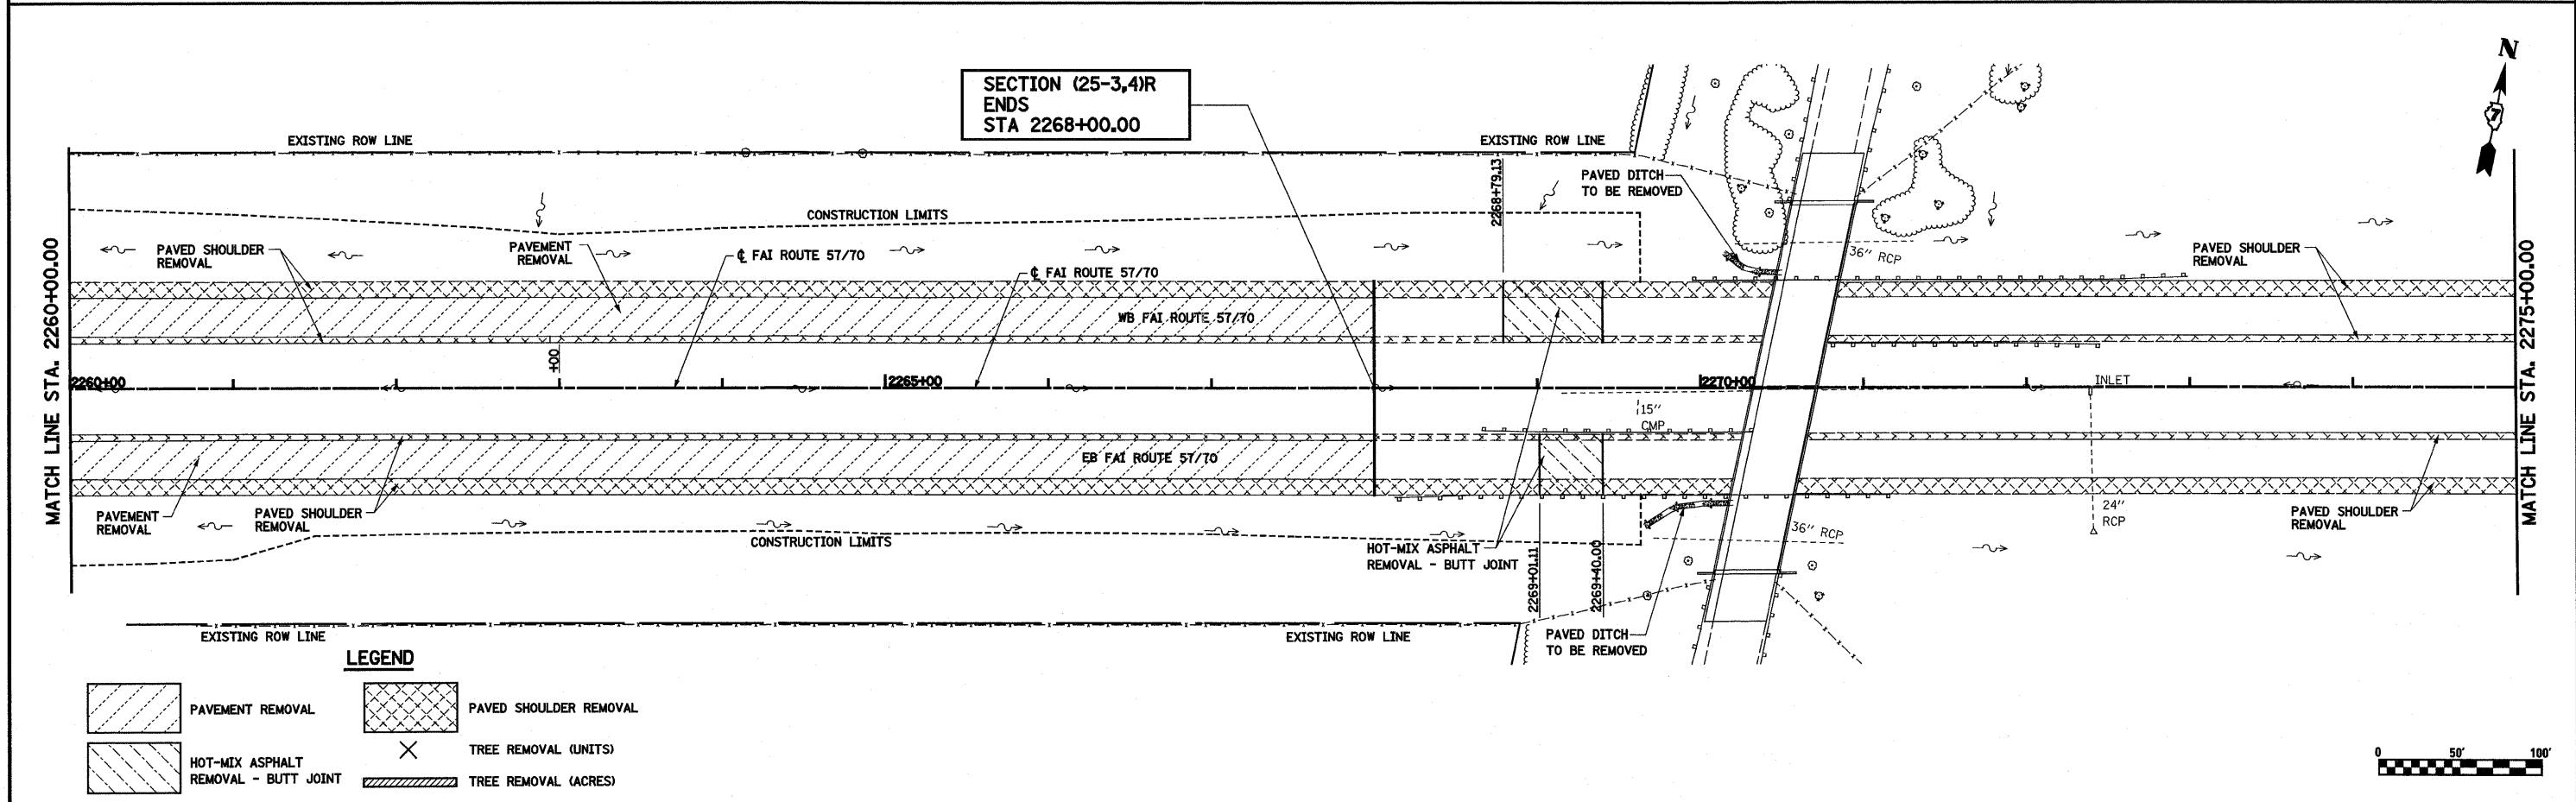 N
7
SECTION (25-3,4)R
ENDS
STA 2268+00.00
EXISTING ROW LINE
EXISTING ROW LINE
2268+79.13
PAVED DITCH
TO BE REMOVED
CONSTRUCTION LIMITS
MATCH LINE STA. 2260+00.00
PAVED SHOULDER
REMOVAL
PAVEMENT
REMOVAL
℄ FAI ROUTE 57/70
℄ FAI ROUTE 57/70
36" RCP
PAVED SHOULDER
REMOVAL
MATCH LINE STA. 2275+00.00
WB FAI ROUTE 57/70
+00
2260+00
2265+00
2270+00
INLET
15"
CMP
EB FAI ROUTE 57/70
PAVEMENT
REMOVAL
PAVED SHOULDER
REMOVAL
CONSTRUCTION LIMITS
HOT-MIX ASPHALT
REMOVAL - BUTT JOINT
2269+01.11
2269+40.00
36" RCP
24"
RCP
PAVED SHOULDER
REMOVAL
EXISTING ROW LINE
EXISTING ROW LINE
PAVED DITCH
TO BE REMOVED
LEGEND
PAVEMENT REMOVAL
PAVED SHOULDER REMOVAL
HOT-MIX ASPHALT
REMOVAL - BUTT JOINT
TREE REMOVAL (UNITS)
TREE REMOVAL (ACRES)
0 50' 100'